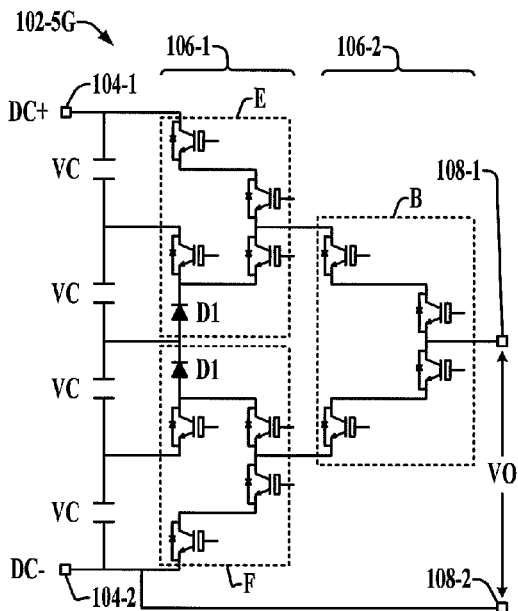 102-5G
106-1
106-2
104-1
DC+
E
VC
108-1
B
VC
D1
D1
VC
VO
VC
DC-
104-2
F
108-2